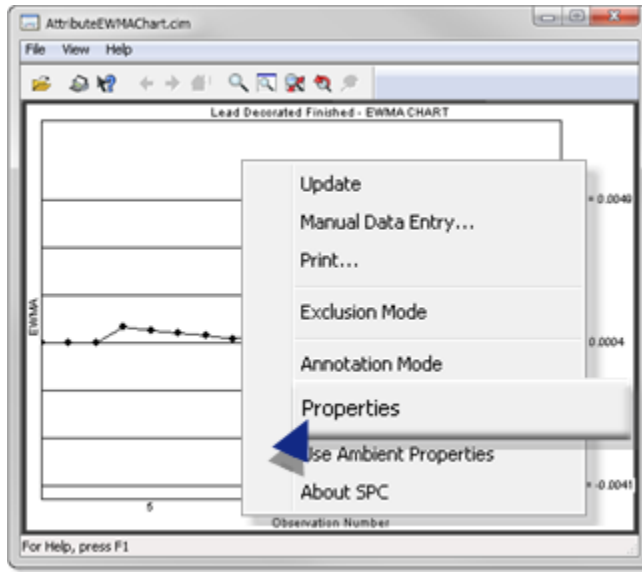 AttributeEWMAChart.cim
File View Help
Lead Decorated Finished - EWMA CHART
Update
= 0.0049
Manual Data Entry...
Print...
Exclusion Mode
EWMA
0.0004
Annotation Mode
Properties
Use Ambient Properties
About SPC
= -0.0041
5
Observation Number
For Help, press F1